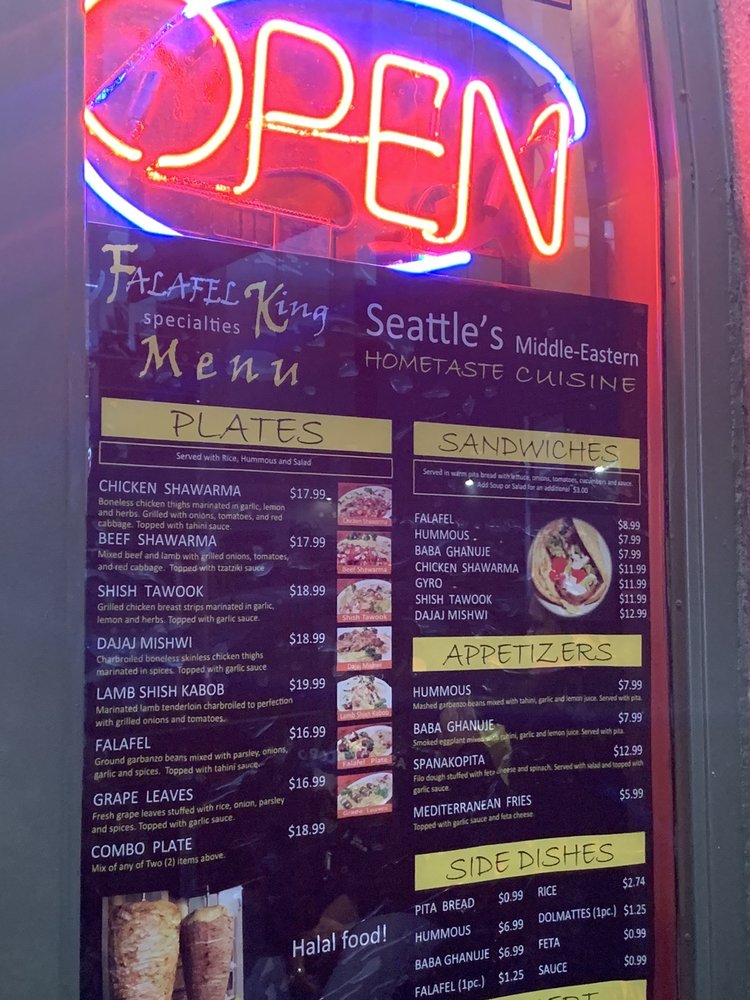 OPEN
FALAFEL King
specialties
Menu
Seattle's Middle-Eastern
HOMETASTE CUISINE
PLATES
Served with Rice, Hummous and Salad
CHICKEN SHAWARMA $17.99
Boneless chicken thighs marinated in garlic, lemon
and herbs. Grilled with onions, tomatoes, and red
cabbage. Topped with tahini sauce.
Chicken Shawarma
BEEF SHAWARMA $17.99
Mixed beef and lamb with grilled onions, tomatoes,
and red cabbage. Topped with tzatziki sauce
Beef Shawarma
SHISH TAWOOK $18.99
Grilled chicken breast strips marinated in garlic,
lemon and herbs. Topped with garlic sauce.
Shish Tawook
DAJAJ MISHWI $18.99
Charbroiled boneless skinless chicken thighs
marinated in spices. Topped with garlic sauce
Dajaj Mishwi
LAMB SHISH KABOB $19.99
Marinated lamb tenderloin charbroiled to perfection
with grilled onions and tomatoes.
Lamb Shish Kabob
FALAFEL $16.99
Ground garbanzo beans mixed with parsley, onions,
garlic and spices. Topped with tahini sauce.
Falafel Plate
GRAPE LEAVES $16.99
Fresh grape leaves stuffed with rice, onion, parsley
and spices. Topped with garlic sauce.
Grape Leaves
COMBO PLATE $18.99
Mix of any of Two (2) items above.
Halal food!
SANDWICHES
Served in warm pita bread with lettuce, onions, tomatoes, cucumbers and sauce.
Add Soup or Salad for an additional $3.00
FALAFEL $8.99
HUMMOUS $7.99
BABA GHANUJE $7.99
CHICKEN SHAWARMA $11.99
GYRO $11.99
SHISH TAWOOK $11.99
DAJAJ MISHWI $12.99
APPETIZERS
HUMMOUS $7.99
Mashed garbanzo beans mixed with tahini, garlic and lemon juice. Served with pita.
BABA GHANUJE $7.99
Smoked eggplant mixed with tahini, garlic and lemon juice. Served with pita.
SPANAKOPITA $12.99
Filo dough stuffed with feta cheese and spinach. Served with salad and topped with
garlic sauce.
MEDITERRANEAN FRIES $5.99
Topped with garlic sauce and feta cheese.
SIDE DISHES
PITA BREAD $0.99 RICE $2.74
HUMMOUS $6.99 DOLMATTES (1pc.) $1.25
BABA GHANUJE $6.99 FETA $0.99
FALAFEL (1pc.) $1.25 SAUCE $0.99